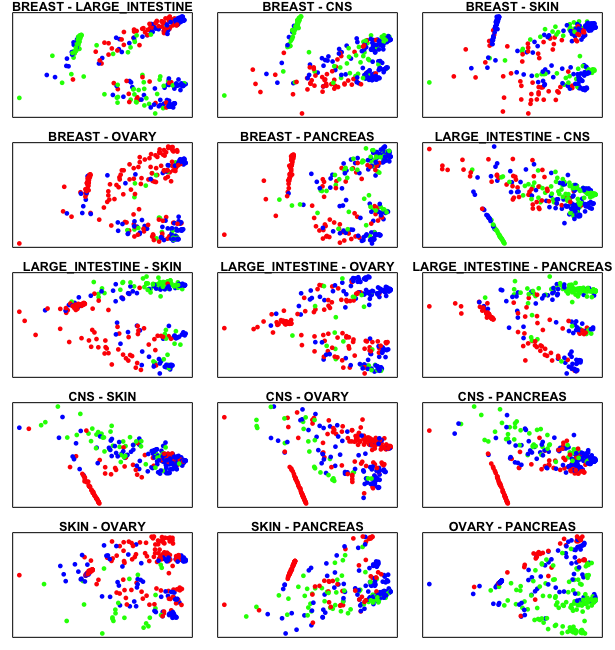 BREAST - LARGE_INTESTINE
BREAST - CNS
BREAST - SKIN
BREAST - OVARY
BREAST - PANCREAS
LARGE_INTESTINE - CNS
LARGE_INTESTINE - SKIN
LARGE_INTESTINE - OVARY
LARGE_INTESTINE - PANCREAS
CNS - SKIN
CNS - OVARY
CNS - PANCREAS
SKIN - OVARY
SKIN - PANCREAS
OVARY - PANCREAS